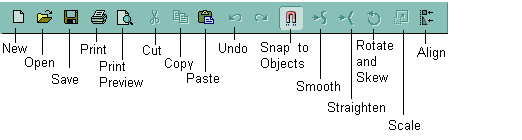 New
Open
Save
Print
Print
Preview
Cut
Copy
Paste
Undo
Snap to
Objects
Smooth
Straighten
Rotate
and
Skew
Scale
Align